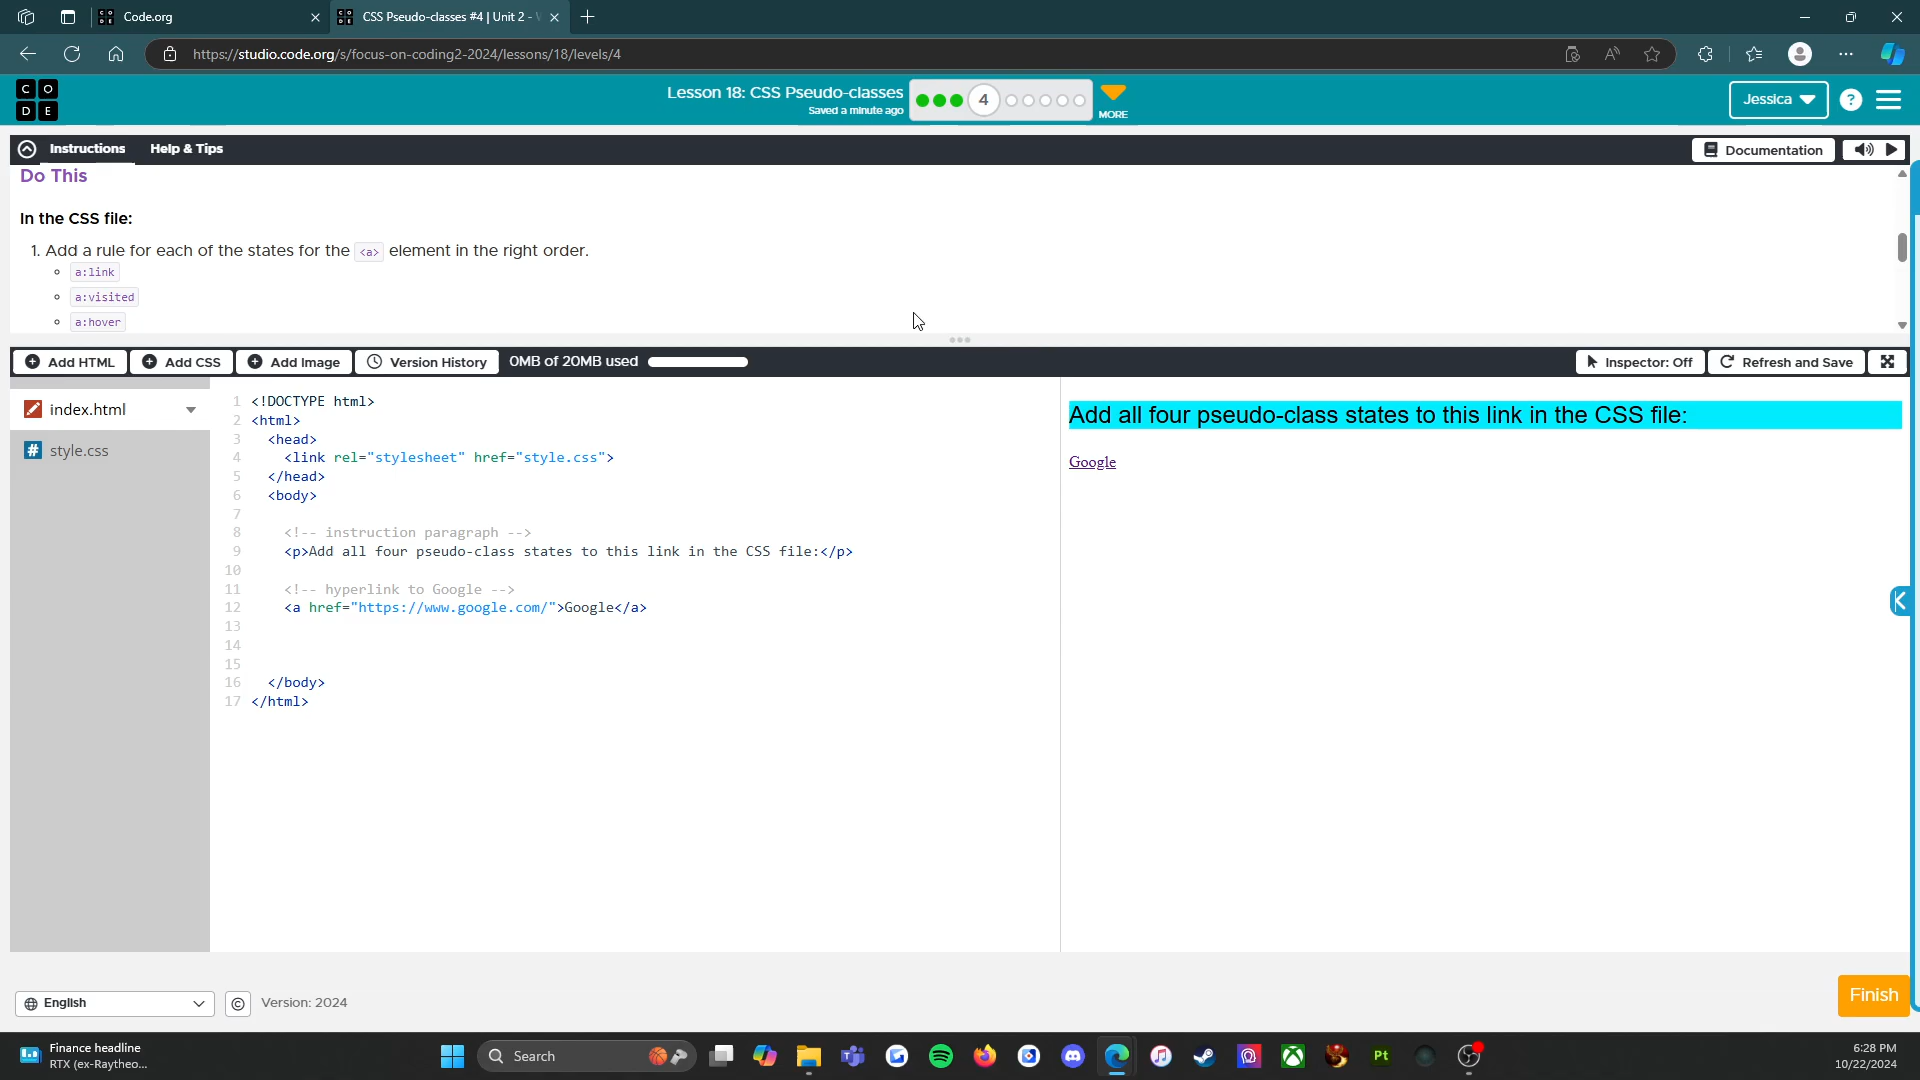 Code.org
CSS Pseudo-classes #4 | Unit 2 -
https://studio.code.org/s/focus-on-coding2-2024/lessons/18/levels/4
C O
D E
Lesson 18: CSS Pseudo-classes
Saved a minute ago
4
MORE
Jessica
?
Instructions
Help & Tips
Documentation
Do This
In the CSS file:
1. Add a rule for each of the states for the <a> element in the right order.
a:link
a:visited
a:hover
Add HTML
Add CSS
Add Image
Version History
0MB of 20MB used
Inspector: Off
Refresh and Save
index.html
style.css
1 <!DOCTYPE html>
2 <html>
3 <head>
4 <link rel="stylesheet" href="style.css">
5 </head>
6 <body>
7
8 <!-- instruction paragraph -->
9 <p>Add all four pseudo-class states to this link in the CSS file:</p>
10
11 <!-- hyperlink to Google -->
12 <a href="https://www.google.com/">Google</a>
13
14
15
16 </body>
17 </html>
Add all four pseudo-class states to this link in the CSS file:
Google
Finish
English
©
Version: 2024
Finance headline
RTX (ex-Raytheo...
Search
Pt
6:28 PM
10/22/2024